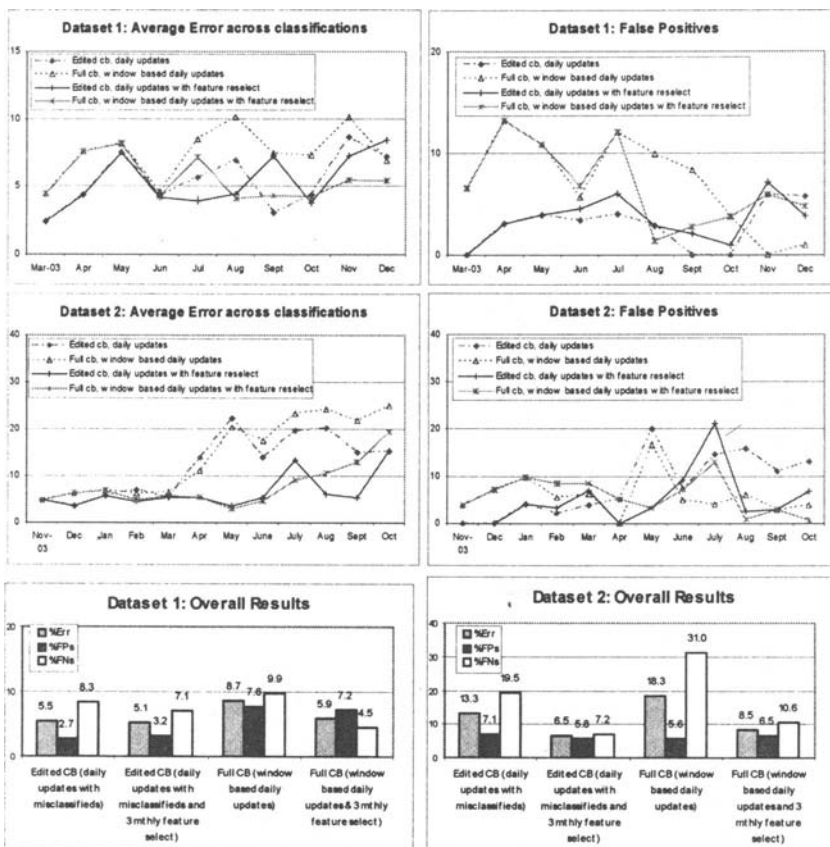 Dataset 1: Average Error across classifications
15
10
5
0
Edited cb, daily updates
Full cb, window based daily updates
Edited cb, daily updates with feature reselect
Full cb, window based daily updates with feature reselect
Mar-03 Apr May Jun Jul Aug Sept Oct Nov Dec
Dataset 1: False Positives
20
10
0
Edited cb, daily updates
Full cb, window based daily updates
Edited cb, daily updates with feature reselect
Full cb, window based daily updates with feature reselect
Mar-03 Apr May Jun Jul Aug Sept Oct Nov Dec
Dataset 2: Average Error across classifications
40
30
20
10
0
Edited cb, daily updates
Full cb, window based daily updates
Edited cb, daily updates with feature reselect
Full cb, window based daily updates with feature reselect
Nov- Dec Jan Feb Mar Apr May June July Aug Sept Oct
03
Dataset 2: False Positives
40
30
20
10
0
Edited cb, daily updates
Full cb, window based daily updates
Edited cb, daily updates with feature reselect
Full cb, window based daily updates with feature reselect
Nov- Dec Jan Feb Mar Apr May June July Aug Sept Oct
03
Dataset 1: Overall Results
20
10
0
%Err
%FPs
%FNs
5.5 2.7 8.3 5.1 3.2 7.1 8.7 7.6 9.9 5.9 7.2 4.5
Edited CB (daily
updates with
misclassifieds)
Edited CB (daily
updates with
misclassifieds and
3 mthly feature
select)
Full CB (window
based daily
updates)
Full CB (window
based daily
updates & 3 mthly
feature select)
Dataset 2: Overall Results
40
30
20
10
0
%Err
%FPs
%FNs
13.3 7.1 19.5 6.5 5.8 7.2 18.3 5.6 31.0 8.5 6.5 10.6
Edited CB (daily
updates with
misclassifieds)
Edited CB (daily
updates with
misclassifieds and
3 mthly feature
select)
Full CB (window
based daily
updates)
Full CB (window
based daily
updates and 3
mthly feature
select)